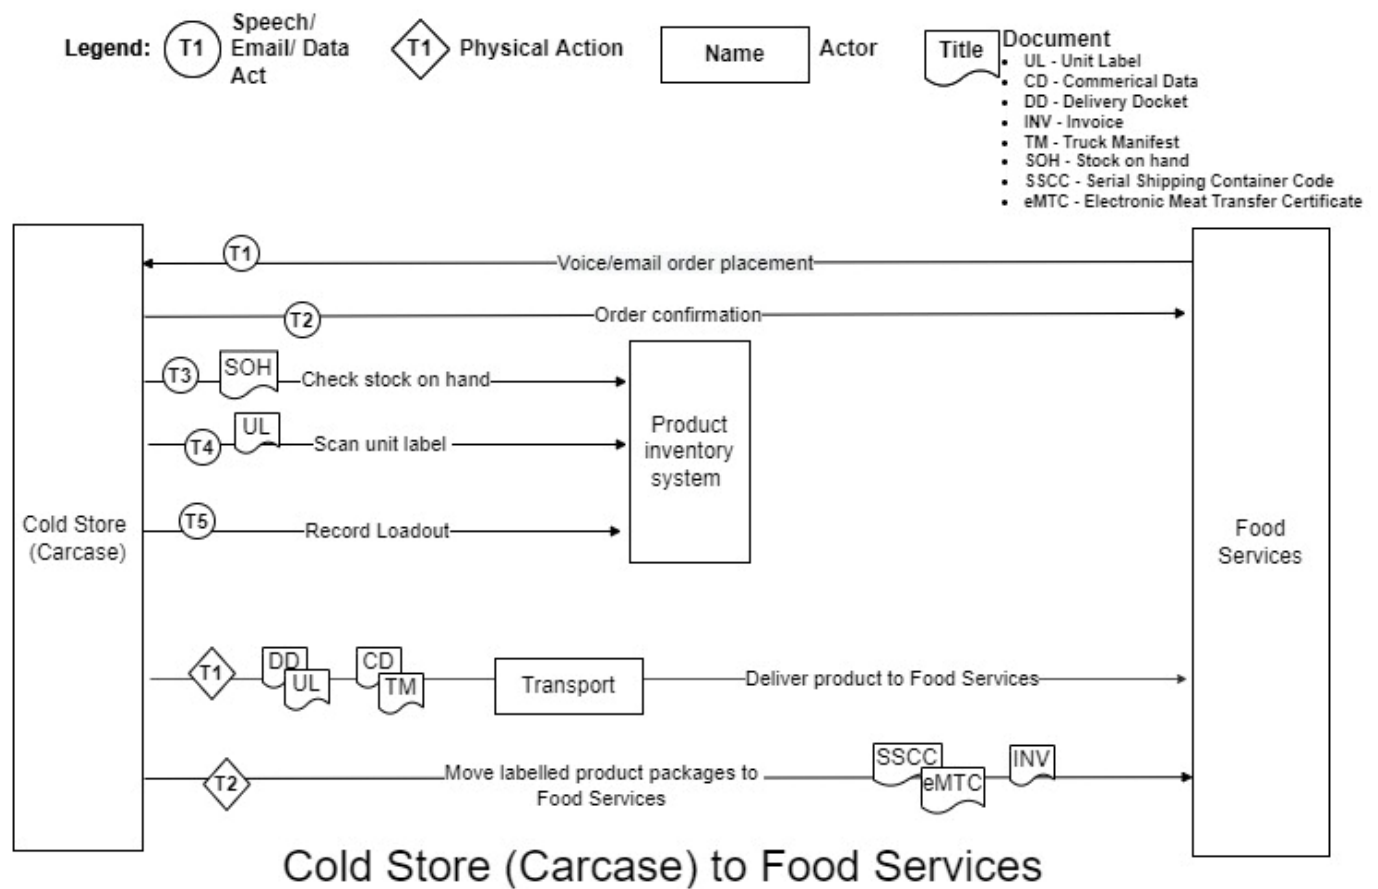 Legend:
T1
Speech/
Email/ Data
Act
T1
Physical Action
Name
Actor
Title
Document
• UL - Unit Label
• CD - Commerical Data
• DD - Delivery Docket
• INV - Invoice
• TM - Truck Manifest
• SOH - Stock on hand
• SSCC - Serial Shipping Container Code
• eMTC - Electronic Meat Transfer Certificate
T1
Voice/email order placement
T2
Order confirmation
T3
SOH
Check stock on hand
T4
UL
Scan unit label
T5
Record Loadout
Product
inventory
system
Cold Store
(Carcase)
Food
Services
T1
DD
UL
CD
TM
Transport
Deliver product to Food Services
T2
Move labelled product packages to
Food Services
SSCC
eMTC
INV
Cold Store (Carcase) to Food Services